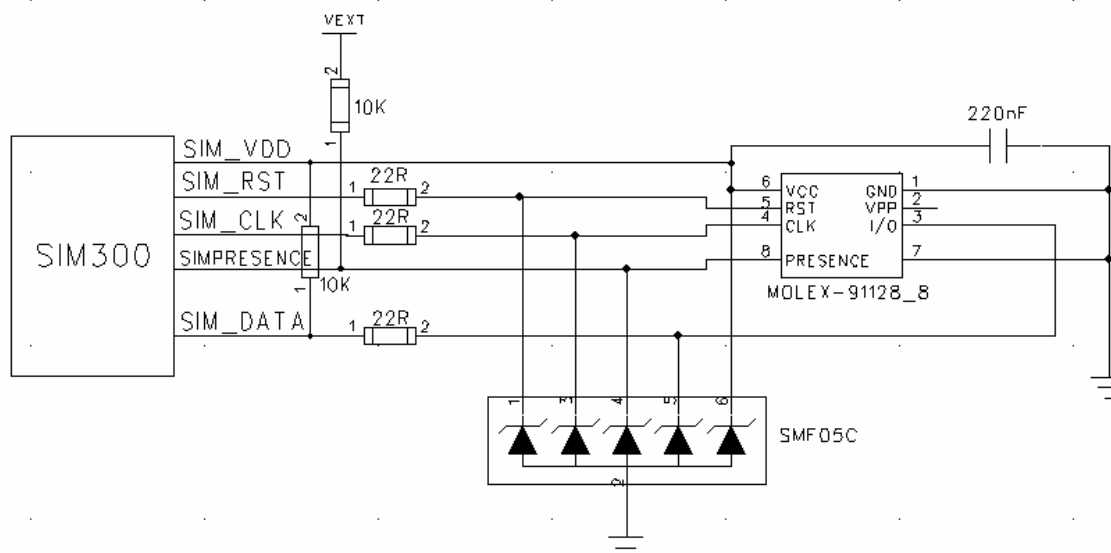 VEXT
2
10K
1
220nF
SIM_VDD
SIM_RST
1 22R 2
SIM_CLK
2
1 22R 2
SIM300
SIMPRESENCE
1
10K
SIM_DATA
1 22R 2
6 VCC GND 1
5 RST VPP 2
4 CLK I/O 3
8 PRESENCE 7
MOLEX-91128_8
1 3 4 5 6
SMF05C
2